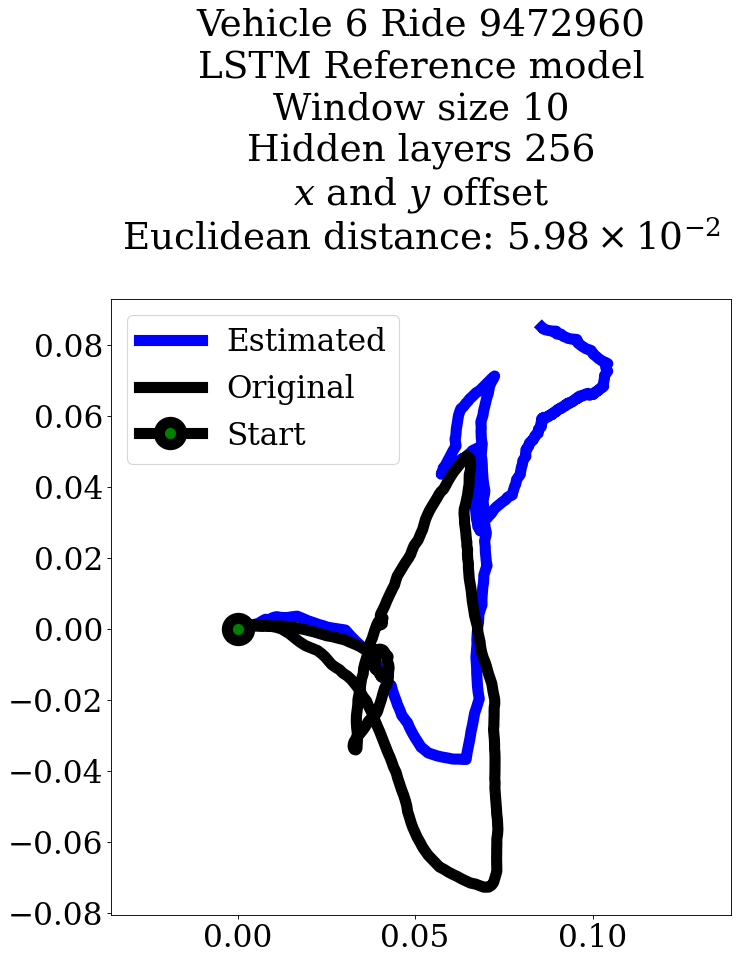 Vehicle 6 Ride 9472960
LSTM Reference model
Window size 10
Hidden layers 256
x and y offset
Euclidean distance: 5.98 × 10⁻²
Estimated
Original
Start
0.08
0.06
0.04
0.02
0.00
−0.02
−0.04
−0.06
−0.08
0.00 0.05 0.10